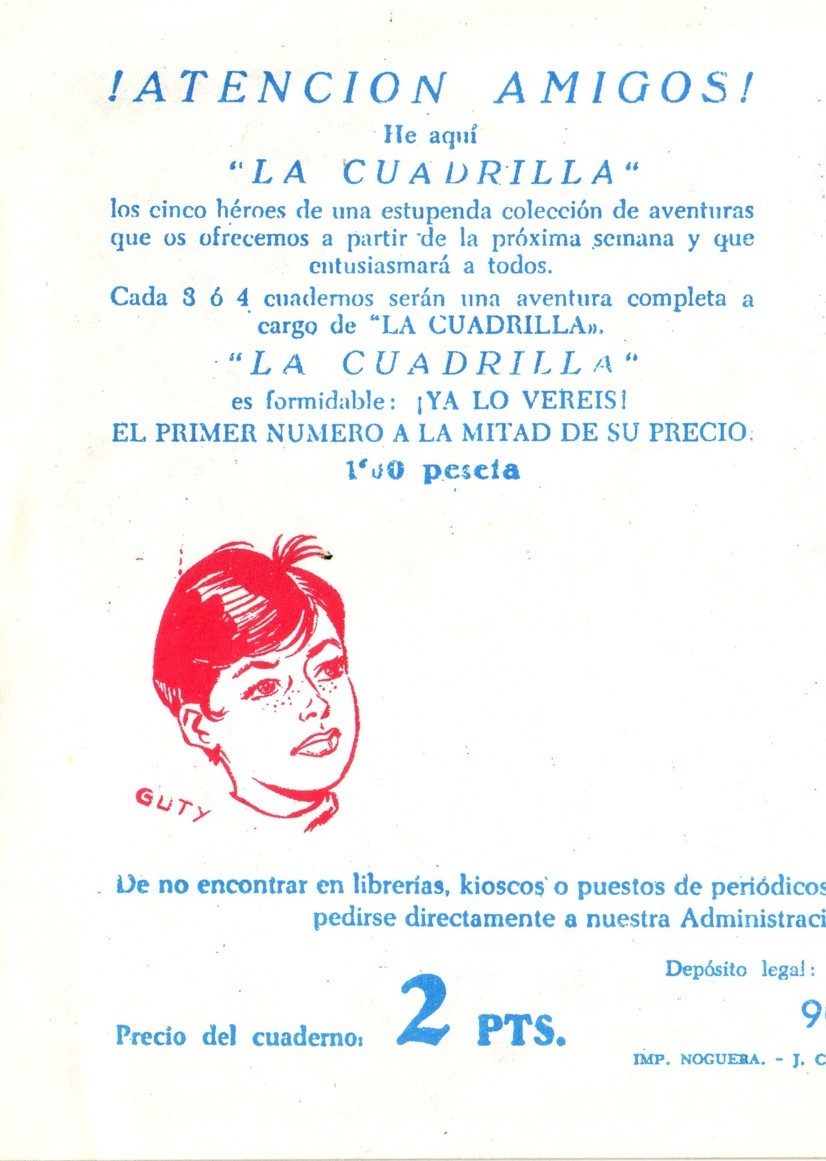 !ATENCION AMIGOS!
He aquí
"LA CUADRILLA"
los cinco héroes de una estupenda colección de aventuras
que os ofrecemos a partir de la próxima semana y que
entusiasmará a todos.
Cada 3 ó 4 cuadernos serán una aventura completa a
cargo de "LA CUADRILLA».
"LA CUADRILLA"
es formidable: ¡YA LO VEREIS!
EL PRIMER NUMERO A LA MITAD DE SU PRECIO:
1'00 peseta
GUTY
De no encontrar en librerías, kioscos o puestos de periódicos
pedirse directamente a nuestra Administraci
Depósito legal:
Precio del cuaderno: 2 PTS.
9
IMP. NOGUERA. - J. C